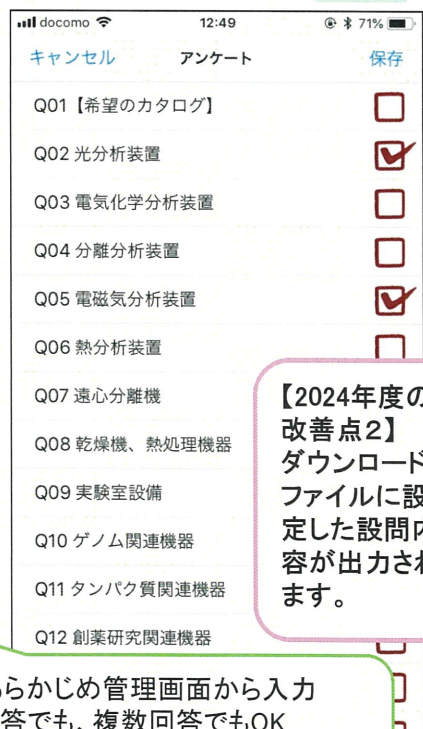 docomo 12:49 71%
キャンセル アンケート 保存
Q01【希望のカタログ】
Q02 光分析装置
Q03 電気化学分析装置
Q04 分離分析装置
Q05 電磁気分析装置
Q06 熱分析装置
Q07 遠心分離機
Q08 乾燥機、熱処理機器
Q09 実験室設備
Q10 ゲノム関連機器
Q11 タンパク質関連機器
Q12 創薬研究関連機器
【2024年度の
改善点2】
ダウンロード
ファイルに設
定した設問内
容が出力され
ます。
らかじめ管理画面から入力
答でも、複数回答でもOK